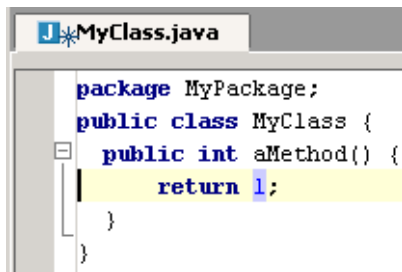 MyClass.java
package MyPackage;
public class MyClass {
public int aMethod() {
return 1;
}
}